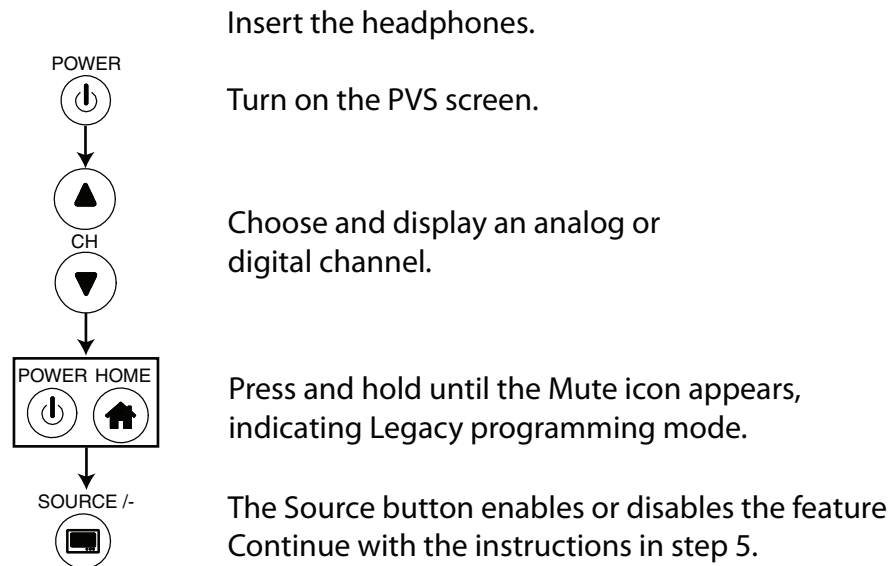 Insert the headphones.
POWER
Turn on the PVS screen.
CH
Choose and display an analog or
digital channel.
POWER HOME
Press and hold until the Mute icon appears,
indicating Legacy programming mode.
SOURCE /-
The Source button enables or disables the feature
Continue with the instructions in step 5.